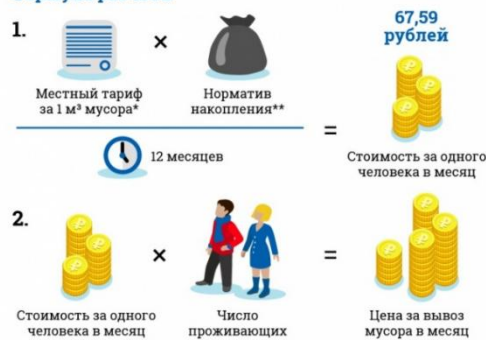 1.
×
67,59
рублей
Местный тариф
за 1 м³ мусора*
Норматив
накопления**
=
12 месяцев
Стоимость за одного
человека в месяц
2.
×
=
Стоимость за одного
человека в месяц
Число
проживающих
Цена за вывоз
мусора в месяц